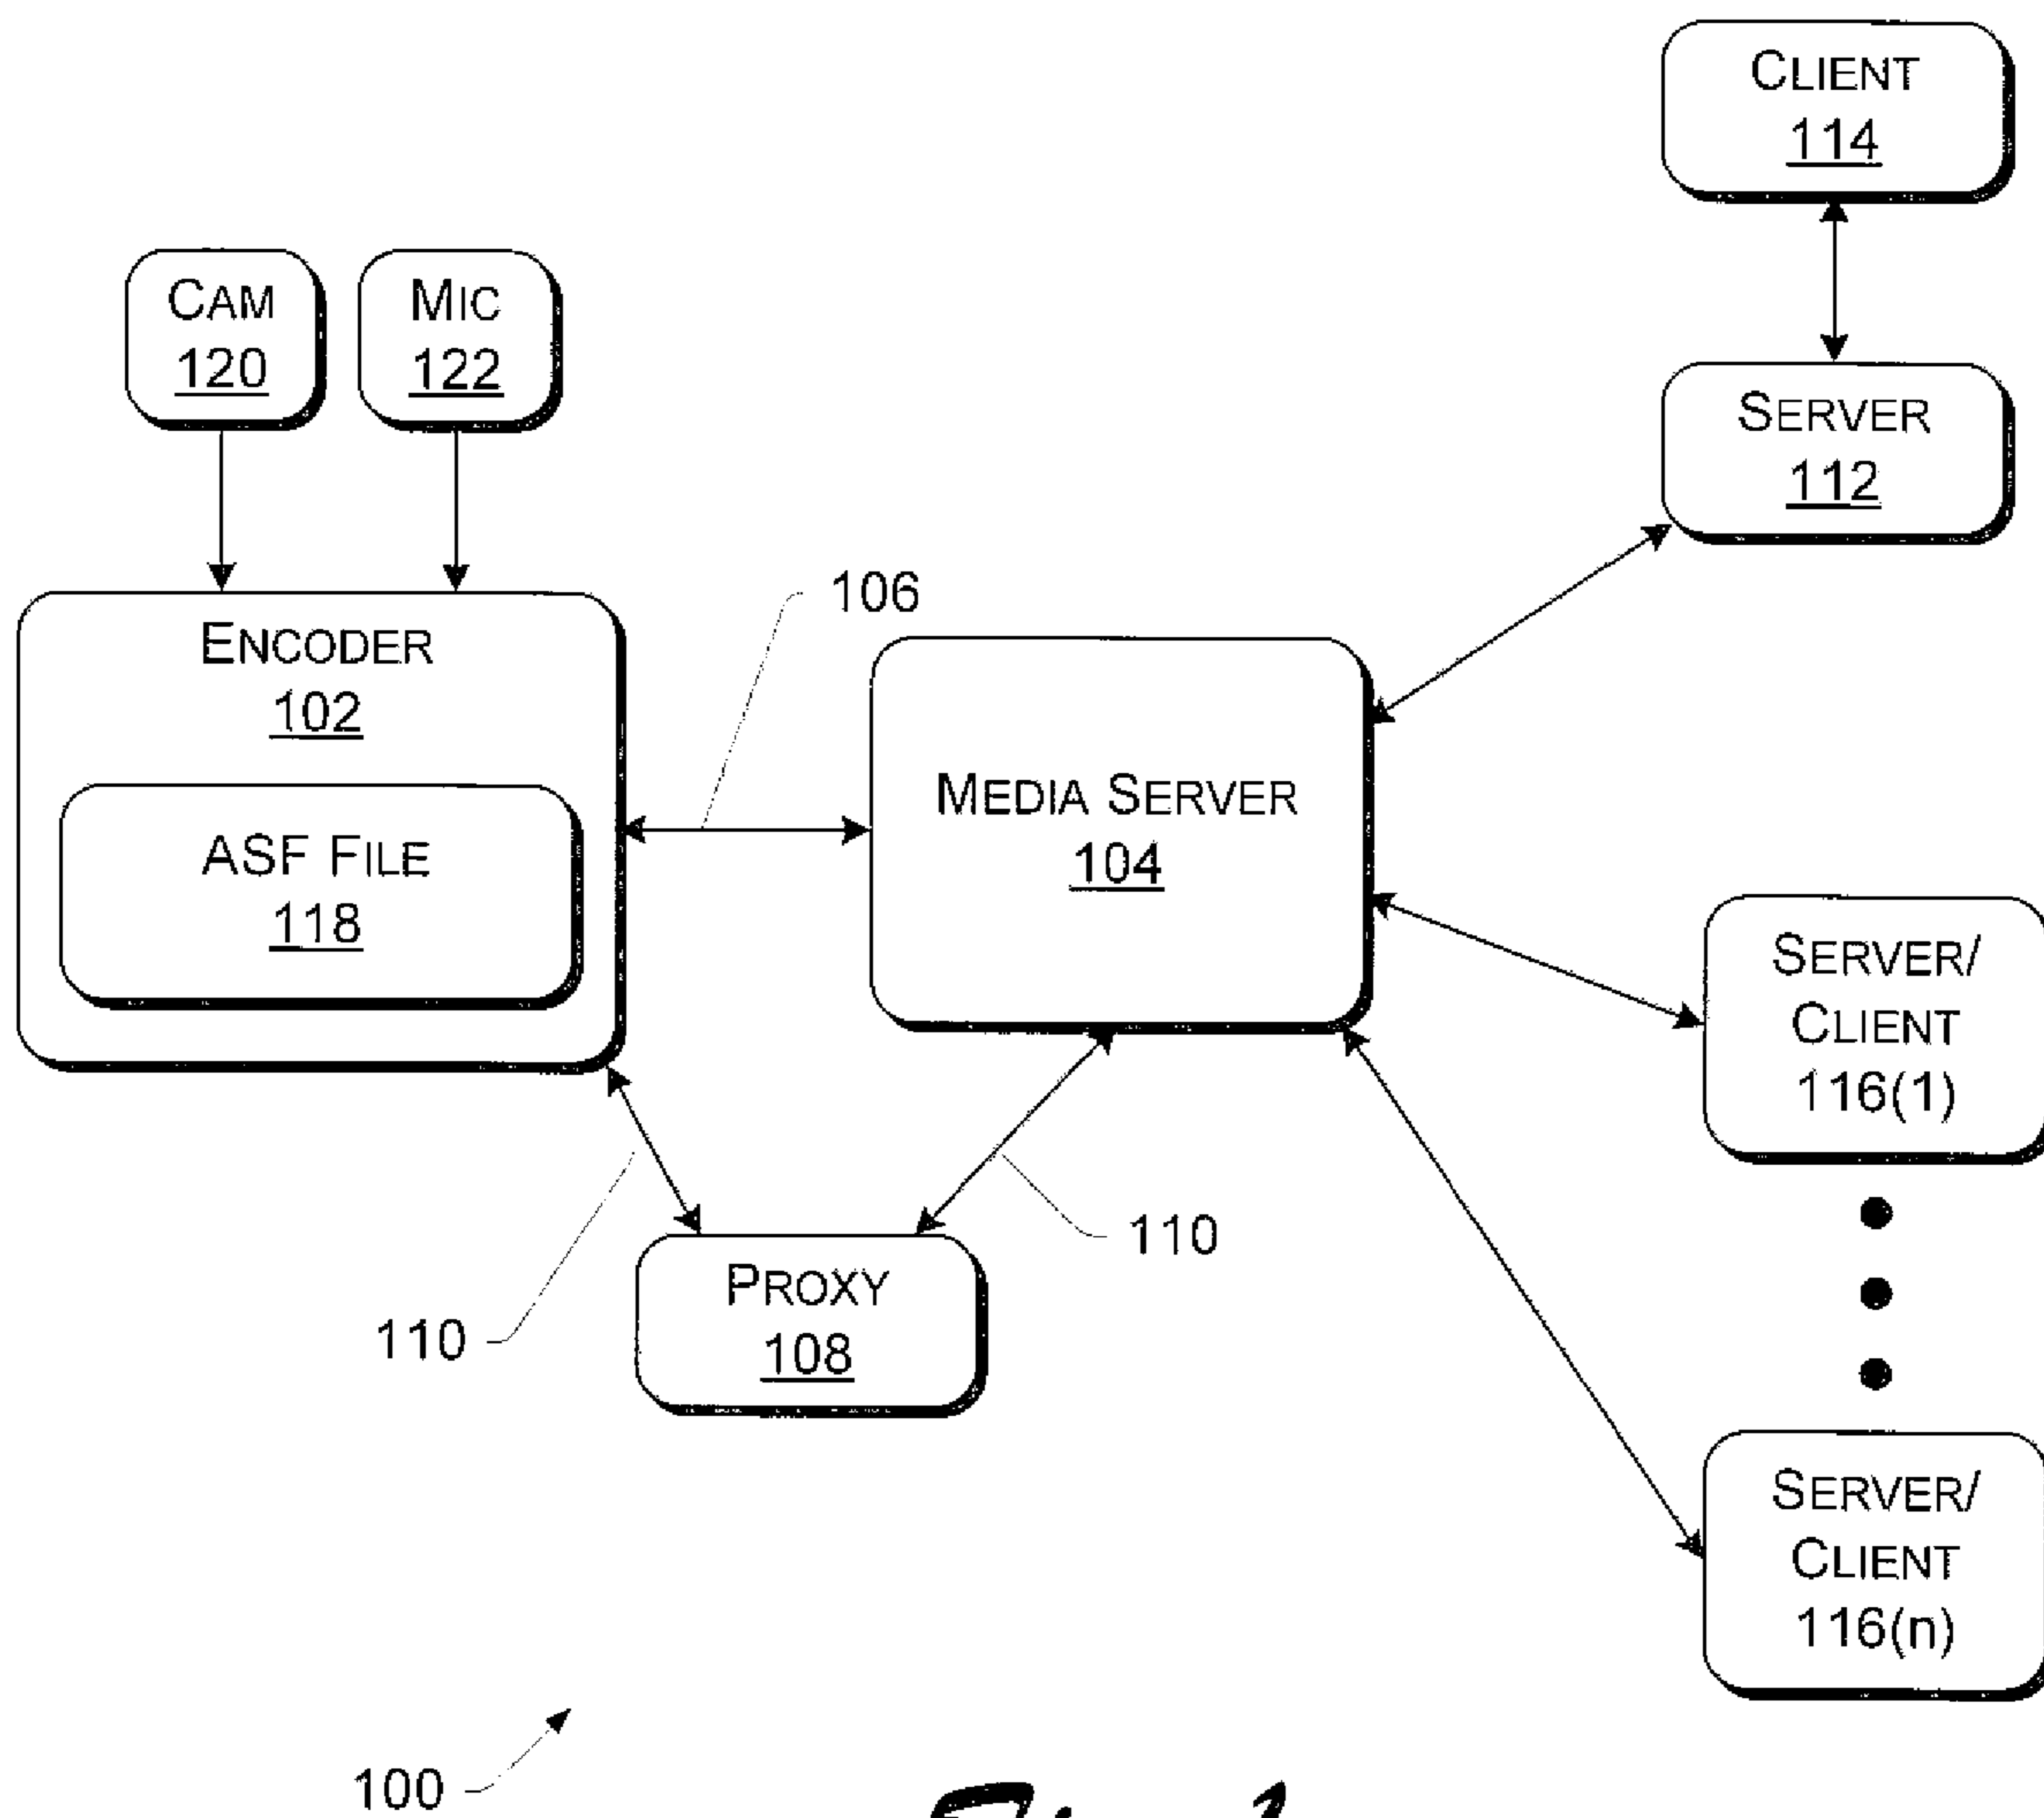 CLIENT
114
CAM
120
MIC
122
SERVER
112
106
ENCODER
102
MEDIA SERVER
104
ASF FILE
118
SERVER/
CLIENT
116(1)
110
PROXY
108
110
SERVER/
CLIENT
116(n)
100